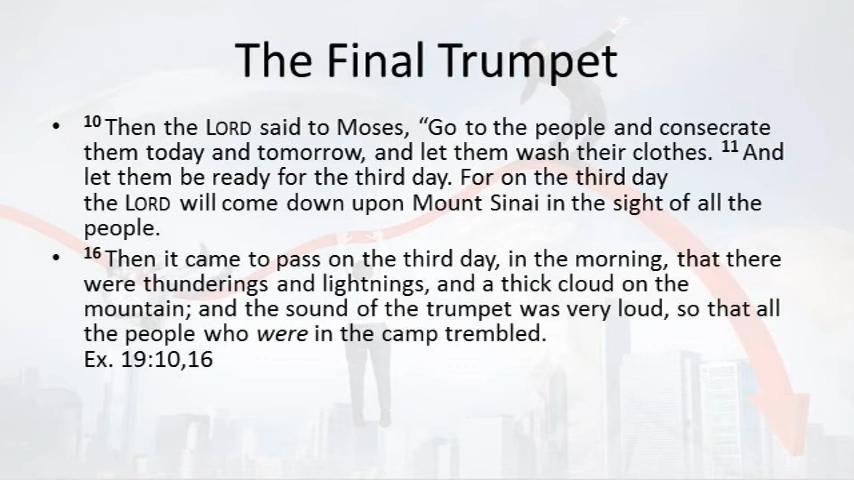 The Final Trumpet
• ¹⁰ Then the LORD said to Moses, “Go to the people and consecrate
them today and tomorrow, and let them wash their clothes. ¹¹ And
let them be ready for the third day. For on the third day
the LORD will come down upon Mount Sinai in the sight of all the
people.
• ¹⁶ Then it came to pass on the third day, in the morning, that there
were thunderings and lightnings, and a thick cloud on the
mountain; and the sound of the trumpet was very loud, so that all
the people who were in the camp trembled.
Ex. 19:10,16